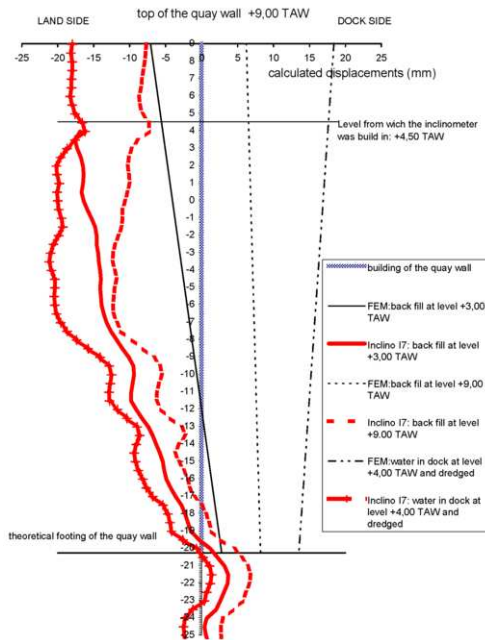 top of the quay wall +9,00 TAW
LAND SIDE
DOCK SIDE
-25 -20 -15 -10 -5 0 5 10 15 20 25
calculated displacements (mm)
Level from wich the inclinometer
was build in: +4,50 TAW
9
8
7
6
5
4
3
2
1
0
-1
-2
-3
-4
-5
-6
-7
-8
-9
-10
-11
-12
-13
-14
-15
-16
-17
-18
-19
-20
-21
-22
-23
-24
-25
building of the quay wall
FEM:back fill at level +3,00
TAW
Inclino I7: back fill at level
+3,00 TAW
FEM:back fil at level +9,00
TAW
Inclino I7: back fill at level
+9.00 TAW
FEM:water in dock at level
+4,00 TAW and dredged
Inclino I7: water in dock at
level +4,00 TAW and
dredged
theoretical footing of the quay wall